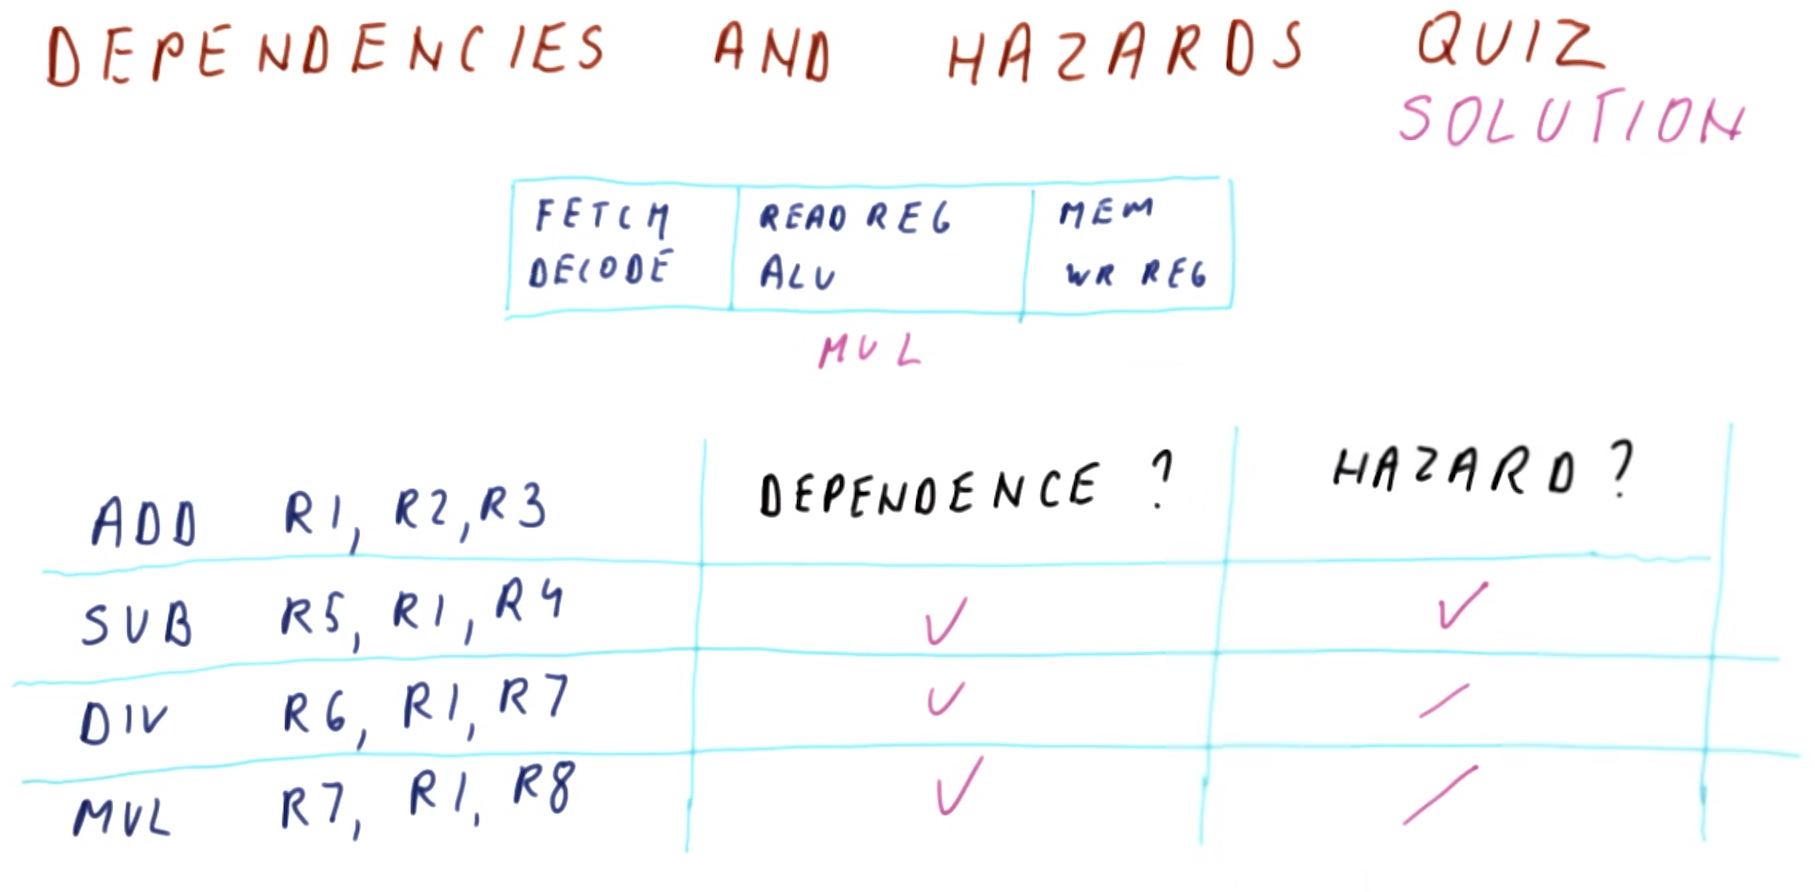 DEPENDENCIES AND HAZARDS QUIZ
SOLUTION
FETCH READ REG MEM
DECODE ALU WR REG
MUL
ADD R1, R2, R3 DEPENDENCE ? HAZARD ?
SUB R5, R1, R4 ✓ ✓
DIV R6, R1, R7 ✓ /
MUL R7, R1, R8 ✓ /